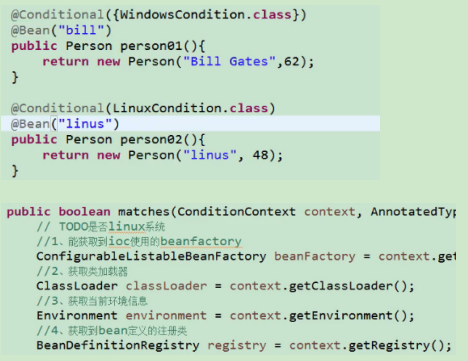 @Conditional({WindowsCondition.class})
@Bean("bill")
public Person person01(){
return new Person("Bill Gates",62);
}
@Conditional(LinuxCondition.class)
@Bean("linus")
public Person person02(){
return new Person("linus", 48);
}
public boolean matches(ConditionContext context, AnnotatedTyp
// TODO是否linux系统
//1、能获取到ioc使用的beanfactory
ConfigurableListableBeanFactory beanFactory = context.get
//2、获取类加载器
ClassLoader classLoader = context.getClassLoader();
//3、获取当前环境信息
Environment environment = context.getEnvironment();
//4、获取到bean定义的注册类
BeanDefinitionRegistry registry = context.getRegistry();